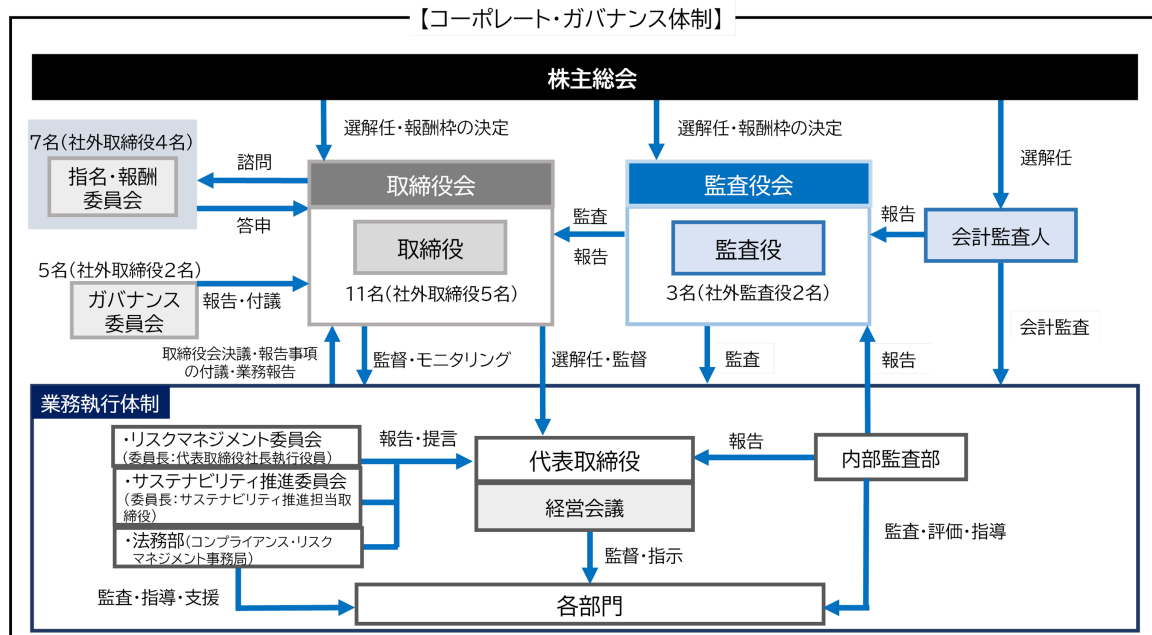 【コーポレート・ガバナンス体制】
株主総会
選解任・報酬枠の決定
選解任・報酬枠の決定
選解任
7名(社外取締役4名)
指名・報酬
委員会
諮問
答申
取締役会
取締役
11名(社外取締役5名)
監査
報告
監査役会
監査役
3名(社外監査役2名)
報告
会計監査人
5名(社外取締役2名)
ガバナンス
委員会
報告・付議
取締役会決議・報告事項
の付議・業務報告
監督・モニタリング
選解任・監督
監査
報告
会計監査
業務執行体制
・リスクマネジメント委員会
(委員長:代表取締役社長執行役員)
・サステナビリティ推進委員会
(委員長:サステナビリティ推進担当取
締役)
・法務部(コンプライアンス・リスク
マネジメント事務局)
報告・提言
代表取締役
経営会議
報告
内部監査部
監査・評価・指導
監督・指示
監査・指導・支援
各部門